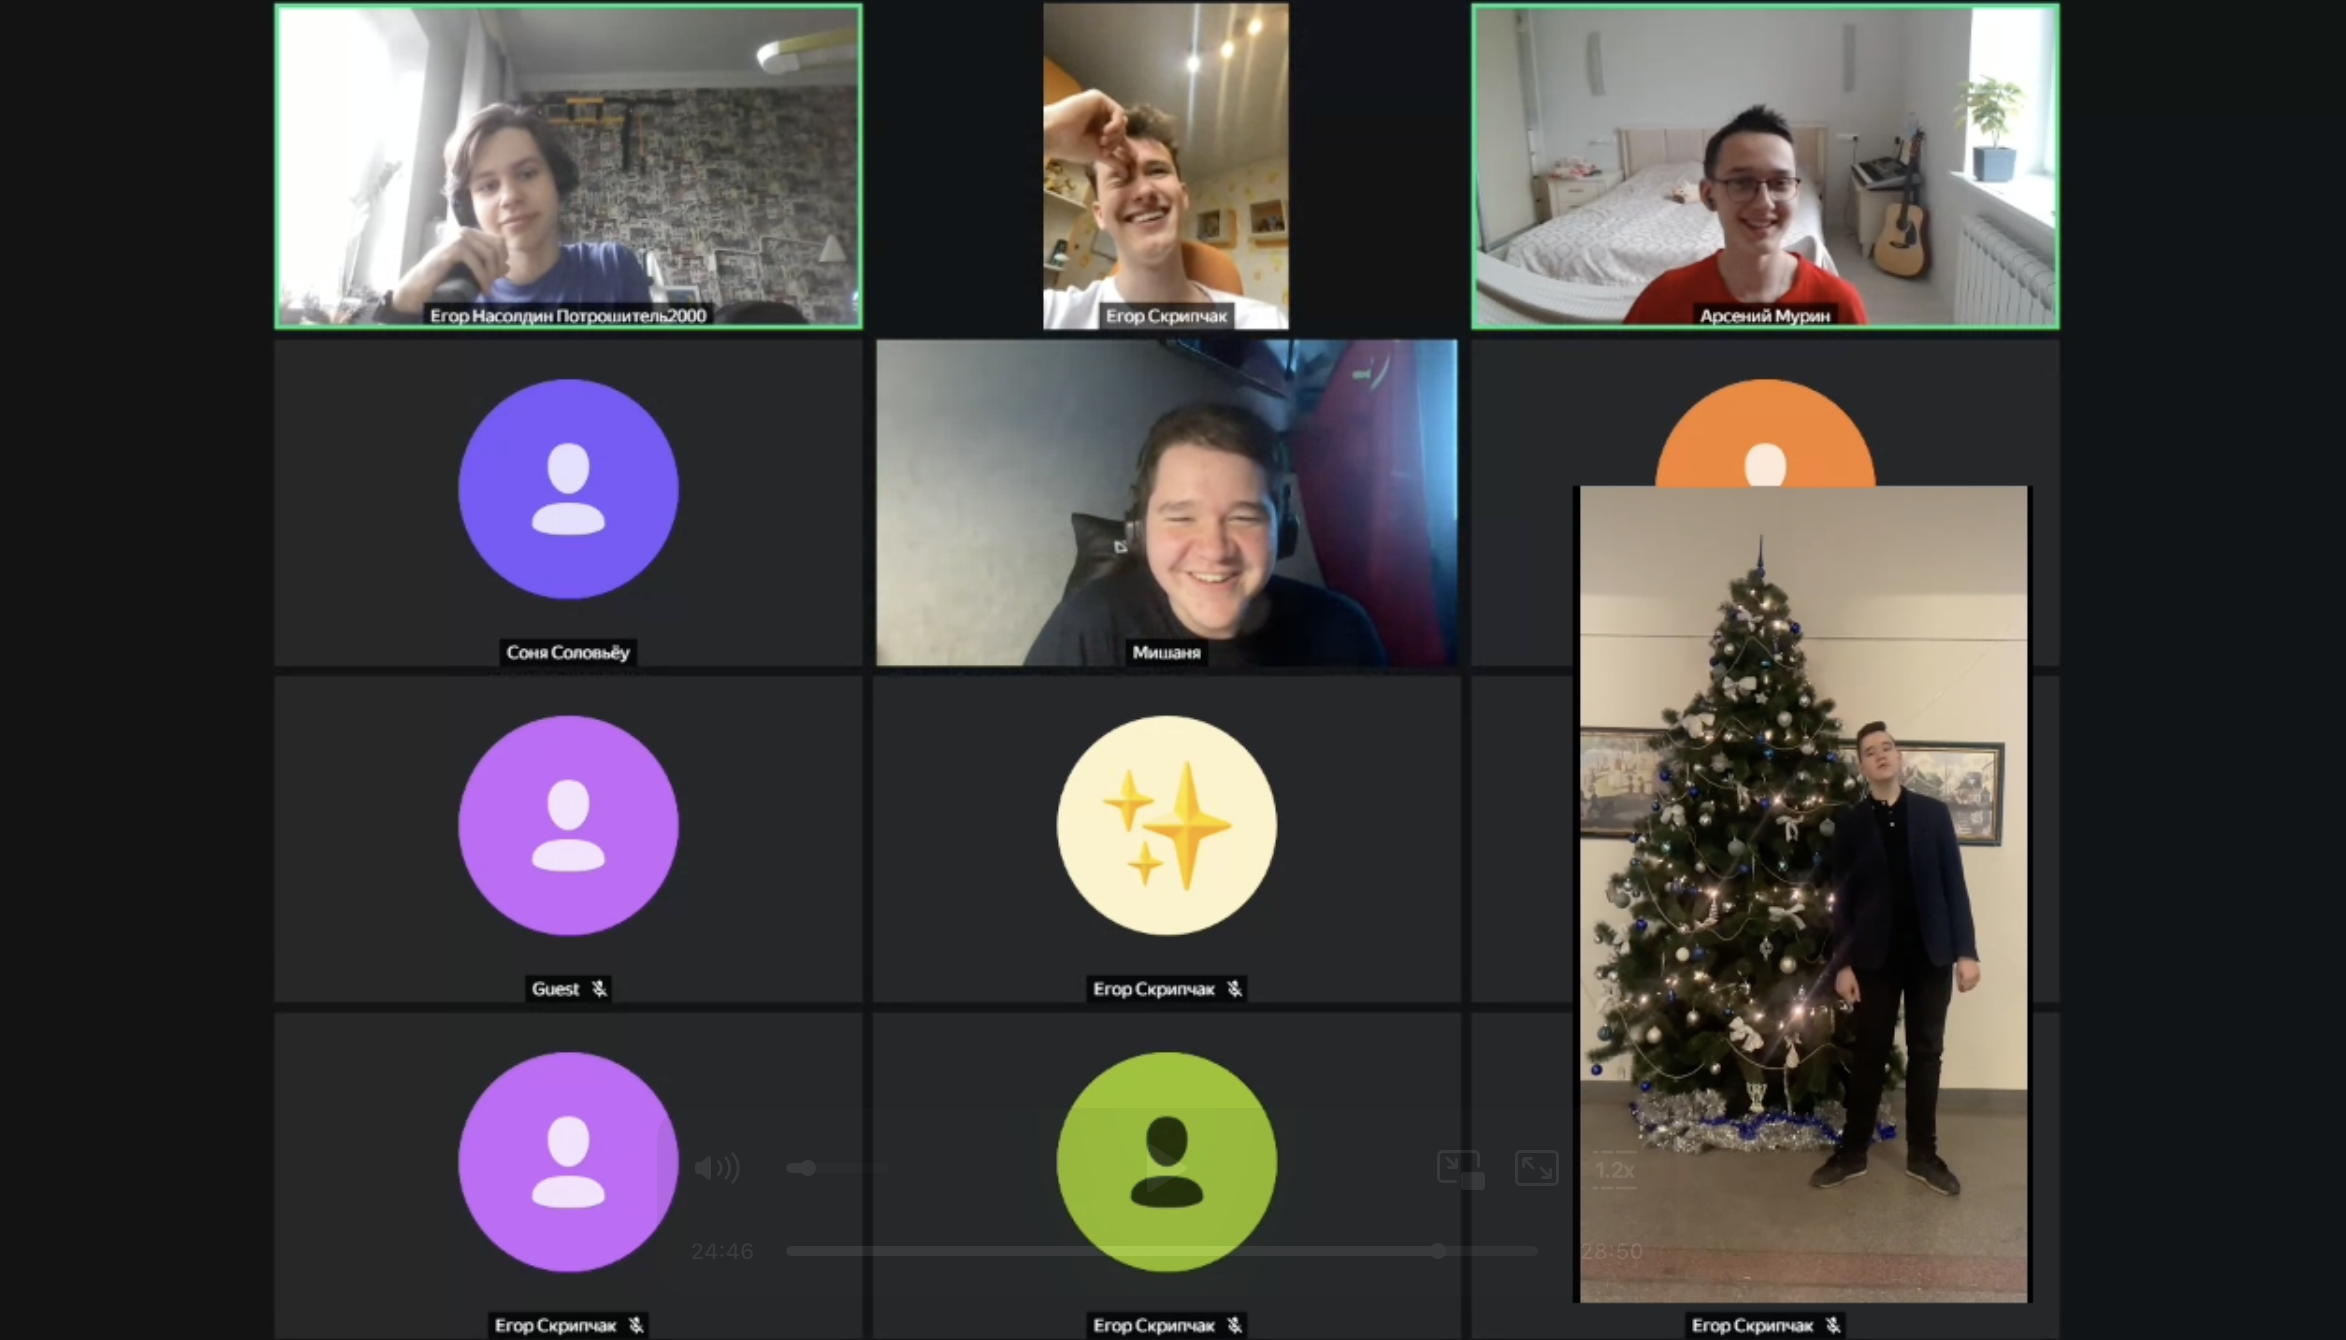 Егор Насолдин Потрошитель2000
Егор Скрипчак
Арсений Мурин
Соня Соловьёу
Мишаня
Guest
Егор Скрипчак
1.2x
24:46
28:50
Егор Скрипчак
Егор Скрипчак
Егор Скрипчак